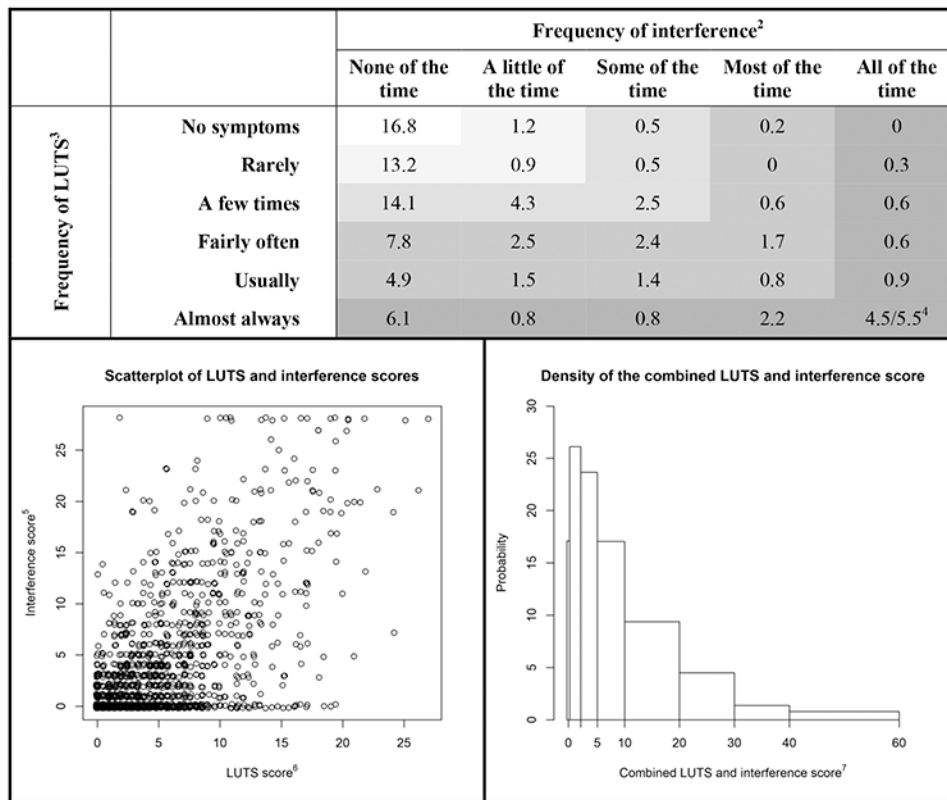 Frequency of interference2
None of the time A little of the time Some of the time Most of the time All of the time
Frequency of LUTS3
No symptoms 16.8 1.2 0.5 0.2 0
Rarely 13.2 0.9 0.5 0 0.3
A few times 14.1 4.3 2.5 0.6 0.6
Fairly often 7.8 2.5 2.4 1.7 0.6
Usually 4.9 1.5 1.4 0.8 0.9
Almost always 6.1 0.8 0.8 2.2 4.5/5.54
Scatterplot of LUTS and interference scores
Interference score5
25
20
15
10
5
0
0 5 10 15 20 25
LUTS score6
Density of the combined LUTS and interference score
Probability
30
25
20
15
10
5
0
0 5 10 20 30 40 60
Combined LUTS and interference score7